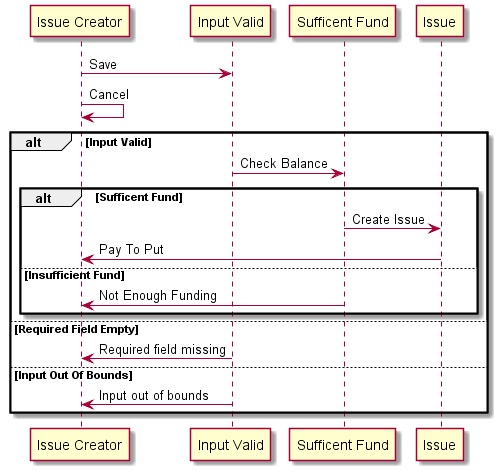 Issue Creator Input Valid Sufficent Fund Issue
Save
Cancel
alt [Input Valid]
Check Balance
alt [Sufficent Fund]
Create Issue
Pay To Put
[Insufficient Fund]
Not Enough Funding
[Required Field Empty]
Required field missing
[Input Out Of Bounds]
Input out of bounds
Issue Creator Input Valid Sufficent Fund Issue